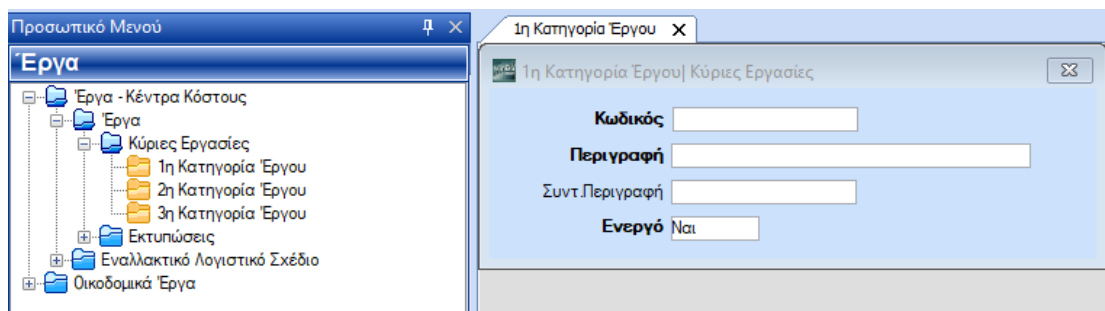 Προσωπικό Μενού
Έργα
Έργα - Κέντρα Κόστους
Έργα
Κύριες Εργασίες
1η Κατηγορία Έργου
2η Κατηγορία Έργου
3η Κατηγορία Έργου
Εκτυπώσεις
Εναλλακτικό Λογιστικό Σχέδιο
Οικοδομικά Έργα
1η Κατηγορία Έργου
1η Κατηγορία Έργου| Κύριες Εργασίες
Κωδικός
Περιγραφή
Συντ.Περιγραφή
Ενεργό Ναι